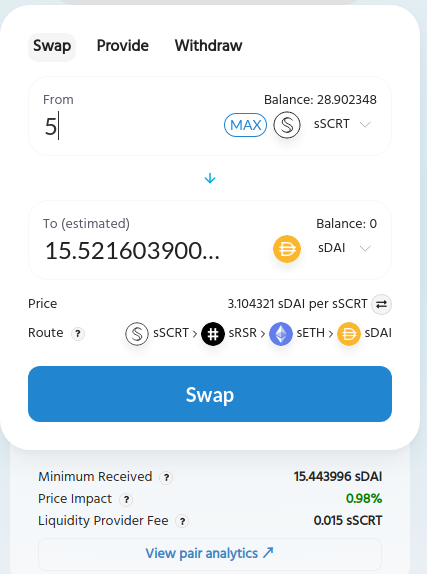 Swap Provide Withdraw
From Balance: 28.902348
5 MAX sSCRT
To (estimated) Balance: 0
15.521603900... sDAI
Price 3.104321 sDAI per sSCRT
Route ? sSCRT > sRSR > sETH > sDAI
Swap
Minimum Received ? 15.443996 sDAI
Price Impact ? 0.98%
Liquidity Provider Fee ? 0.015 sSCRT
View pair analytics ↗